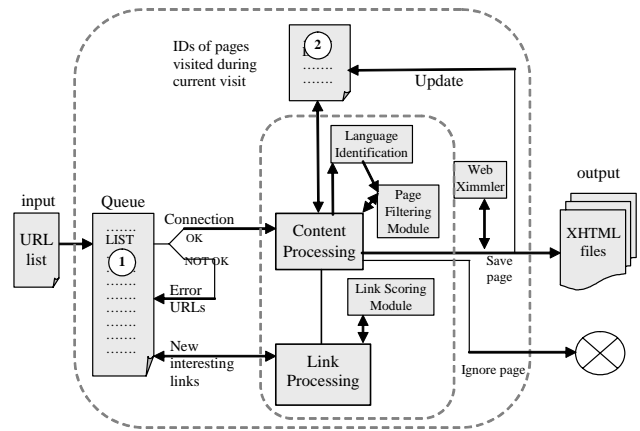 IDs of pages
visited during
current visit
2
Update
Language
Identification
Web
Ximmler
output
input
Queue
Page
Filtering
Module
URL
list
LIST
1
Connection
OK
NOT OK
Content
Processing
XHTML
files
Save
page
Error
URLs
Link Scoring
Module
New
interesting
links
Link
Processing
Ignore page